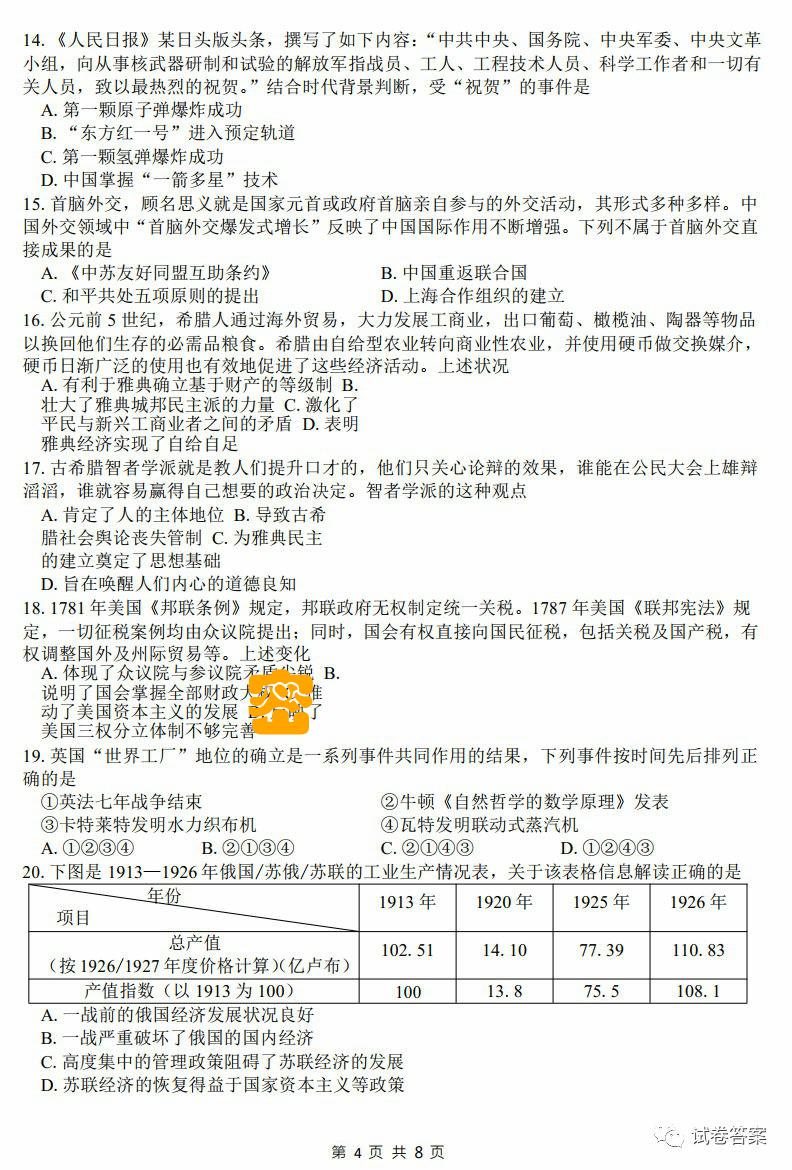 14. 《人民日报》某日头版头条，撰写了如下内容：“中共中央、国务院、中央军委、中央文革
小组，向从事核武器研制和试验的解放军指战员、工人、工程技术人员、科学工作者和一切有
关人员，致以最热烈的祝贺。”结合时代背景判断，受“祝贺”的事件是
A. 第一颗原子弹爆炸成功
B. “东方红一号”进入预定轨道
C. 第一颗氢弹爆炸成功
D. 中国掌握“一箭多星”技术
15. 首脑外交，顾名思义就是国家元首或政府首脑亲自参与的外交活动，其形式多种多样。中
国外交领域中“首脑外交爆发式增长”反映了中国国际作用不断增强。下列不属于首脑外交直
接成果的是
A. 《中苏友好同盟互助条约》 B. 中国重返联合国
C. 和平共处五项原则的提出 D. 上海合作组织的建立
16. 公元前 5 世纪，希腊人通过海外贸易，大力发展工商业，出口葡萄、橄榄油、陶器等物品
以换回他们生存的必需品粮食。希腊由自给型农业转向商业性农业，并使用硬币做交换媒介，
硬币日渐广泛的使用也有效地促进了这些经济活动。上述状况
A. 有利于雅典确立基于财产的等级制 B.
壮大了雅典城邦民主派的力量 C. 激化了
平民与新兴工商业者之间的矛盾 D. 表明
雅典经济实现了自给自足
17. 古希腊智者学派就是教人们提升口才的，他们只关心论辩的效果，谁能在公民大会上雄辩
滔滔，谁就容易赢得自己想要的政治决定。智者学派的这种观点
A. 肯定了人的主体地位 B. 导致古希
腊社会舆论丧失管制 C. 为雅典民主
的建立奠定了思想基础
D. 旨在唤醒人们内心的道德良知
18. 1781 年美国《邦联条例》规定，邦联政府无权制定统一关税。1787 年美国《联邦宪法》规
定，一切征税案例均由众议院提出；同时，国会有权直接向国民征税，包括关税及国产税，有
权调整国外及州际贸易等。上述变化
A. 体现了众议院与参议院矛盾尖锐 B.
说明了国会掌握全部财政大 推
动了美国资本主义的发展 了
美国三权分立体制不够完善
19. 英国“世界工厂”地位的确立是一系列事件共同作用的结果，下列事件按时间先后排列正
确的是
①英法七年战争结束 ②牛顿《自然哲学的数学原理》发表
③卡特莱特发明水力织布机 ④瓦特发明联动式蒸汽机
A. ①②③④ B. ②①③④ C. ②①④③ D. ①②④③
20. 下图是 1913—1926 年俄国/苏俄/苏联的工业生产情况表，关于该表格信息解读正确的是
年份 项目 1913 年 1920 年 1925 年 1926 年
总产值
（按 1926/1927 年度价格计算）（亿卢布） 102.51 14.10 77.39 110.83
产值指数（以 1913 为 100） 100 13.8 75.5 108.1
A. 一战前的俄国经济发展状况良好
B. 一战严重破坏了俄国的国内经济
C. 高度集中的管理政策阻碍了苏联经济的发展
D. 苏联经济的恢复得益于国家资本主义等政策
试卷答案
第 4 页 共 8 页